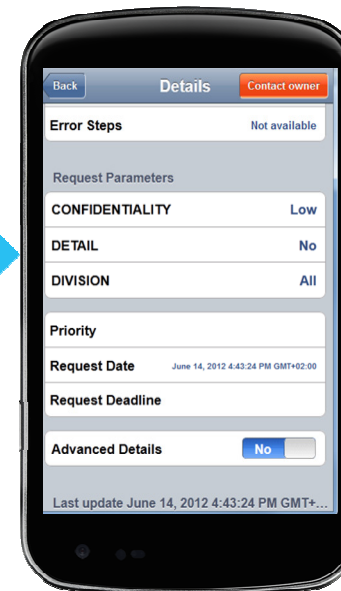 Back Details Contact owner
Error Steps Not available
Request Parameters
CONFIDENTIALITY Low
DETAIL No
DIVISION All
Priority
Request Date June 14, 2012 4:43:24 PM GMT+02:00
Request Deadline
Advanced Details No
Last update June 14, 2012 4:43:24 PM GMT+...